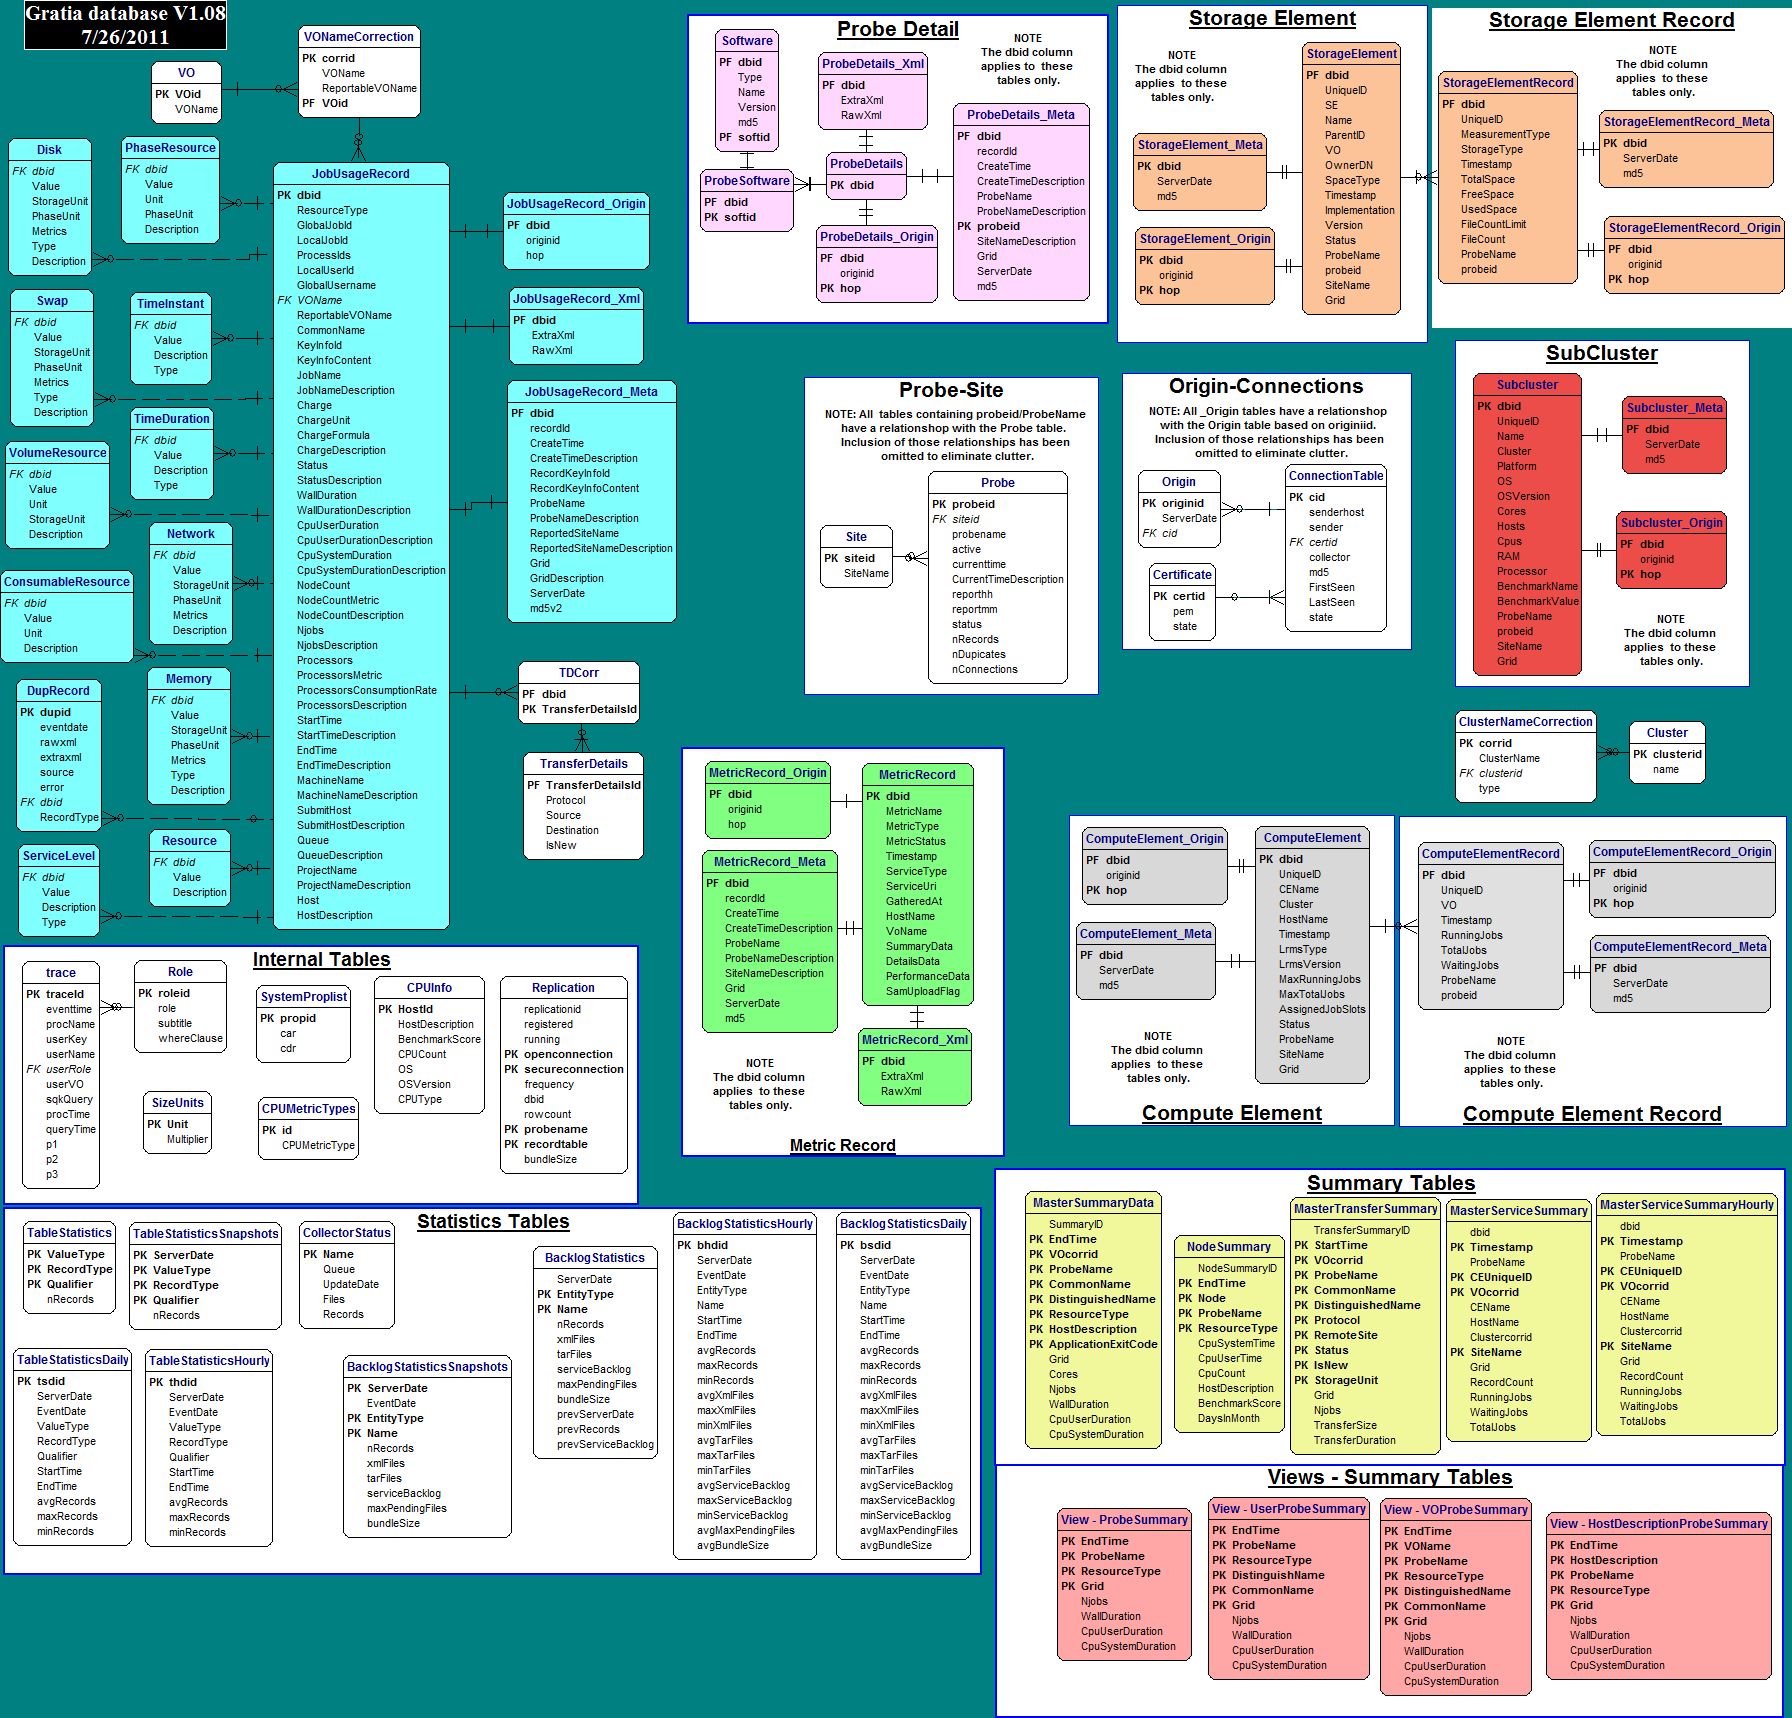 Gratia database V1.08
7/26/2011
VO
PK VOid
VOName
VONameCorrection
PK corrid
VOName
ReportableVOName
PF VOid
Disk
FK dbid
Value
StorageUnit
PhaseUnit
Metrics
Type
Description
PhaseResource
FK dbid
Value
Unit
PhaseUnit
Description
Swap
FK dbid
Value
StorageUnit
PhaseUnit
Metrics
Type
Description
TimeInstant
FK dbid
Value
Description
Type
TimeDuration
FK dbid
Value
Description
Type
VolumeResource
FK dbid
Value
Unit
StorageUnit
Description
Network
FK dbid
Value
StorageUnit
PhaseUnit
Metrics
Description
ConsumableResource
FK dbid
Value
Unit
Description
Memory
FK dbid
Value
StorageUnit
PhaseUnit
Metrics
Type
Description
DupRecord
PK dupid
eventdate
rawxml
extraxml
source
error
FK dbid
RecordType
Resource
FK dbid
Value
Description
ServiceLevel
FK dbid
Value
Description
Type
JobUsageRecord
PK dbid
ResourceType
GlobalJobId
LocalJobId
ProcessIds
LocalUserId
GlobalUsername
FK VOName
ReportableVOName
CommonName
KeyInfoId
KeyInfoContent
JobName
JobNameDescription
Charge
ChargeUnit
ChargeFormula
ChargeDescription
Status
StatusDescription
WallDuration
WallDurationDescription
CpuUserDuration
CpuUserDurationDescription
CpuSystemDuration
CpuSystemDurationDescription
NodeCount
NodeCountMetric
NodeCountDescription
Njobs
NjobsDescription
Processors
ProcessorsMetric
ProcessorsConsumptionRate
ProcessorsDescription
StartTime
StartTimeDescription
EndTime
EndTimeDescription
MachineName
MachineNameDescription
SubmitHost
SubmitHostDescription
Queue
QueueDescription
ProjectName
ProjectNameDescription
Host
HostDescription
JobUsageRecord_Origin
PF dbid
originid
hop
JobUsageRecord_Xml
PF dbid
ExtraXml
RawXml
JobUsageRecord_Meta
PF dbid
recordId
CreateTime
CreateTimeDescription
RecordKeyInfoId
RecordKeyInfoContent
ProbeName
ProbeNameDescription
ReportedSiteName
ReportedSiteNameDescription
Grid
GridDescription
ServerDate
md5v2
TDCorr
PF dbid
PK TransferDetailsId
TransferDetails
PF TransferDetailsId
Protocol
Source
Destination
IsNew
Probe Detail
NOTE
The dbid column
applies to these
tables only.
Software
PF dbid
Type
Name
Version
md5
PF softid
ProbeDetails_Xml
PF dbid
ExtraXml
RawXml
ProbeDetails_Meta
PF dbid
recordId
CreateTime
CreateTimeDescription
ProbeName
ProbeNameDescription
PK probeid
SiteNameDescription
Grid
ServerDate
md5
ProbeSoftware
PF dbid
PK softid
ProbeDetails
PK dbid
ProbeDetails_Origin
PF dbid
originid
PK hop
Storage Element
NOTE
The dbid column
applies to these
tables only.
StorageElement
PF dbid
UniqueID
SE
Name
ParentID
VO
OwnerDN
SpaceType
Timestamp
Implementation
Version
Status
ProbeName
probeid
SiteName
Grid
StorageElement_Meta
PK dbid
ServerDate
md5
StorageElement_Origin
PK dbid
originid
PK hop
Storage Element Record
NOTE
The dbid column
applies to these
tables only.
StorageElementRecord
PF dbid
UniqueID
MeasurementType
StorageType
Timestamp
TotalSpace
FreeSpace
UsedSpace
FileCountLimit
FileCount
ProbeName
probeid
StorageElementRecord_Meta
PK dbid
ServerDate
md5
StorageElementRecord_Origin
PF dbid
originid
PK hop
Probe-Site
NOTE: All tables containing probeid/ProbeName
have a relationshop with the Probe table.
Inclusion of those relationships has been
omitted to eliminate clutter.
Site
PK siteid
SiteName
Probe
PK probeid
FK siteid
probename
active
currenttime
CurrentTimeDescription
reporthh
reportmm
status
nRecords
nDupicates
nConnections
Origin-Connections
NOTE: All _Origin tables have a relationshop
with the Origin table based on originiid.
Inclusion of those relationships has been
omitted to eliminate clutter.
Origin
PK originid
ServerDate
FK cid
ConnectionTable
PK cid
senderhost
sender
FK certid
collector
md5
FirstSeen
LastSeen
state
Certificate
PK certid
pem
state
SubCluster
Subcluster
PK dbid
UniqueID
Name
Cluster
Platform
OS
OSVersion
Cores
Hosts
Cpus
RAM
Processor
BenchmarkName
BenchmarkValue
ProbeName
probeid
SiteName
Grid
Subcluster_Meta
PF dbid
ServerDate
md5
Subcluster_Origin
PF dbid
originid
PK hop
NOTE
The dbid column
applies to these
tables only.
ClusterNameCorrection
PK corrid
ClusterName
FK clusterid
type
Cluster
PK clusterid
name
MetricRecord_Origin
PF dbid
originid
hop
MetricRecord
PK dbid
MetricName
MetricType
MetricStatus
Timestamp
ServiceType
ServiceUri
GatheredAt
HostName
VoName
SummaryData
DetailsData
PerformanceData
SamUploadFlag
MetricRecord_Meta
PF dbid
recordId
CreateTime
CreateTimeDescription
ProbeName
ProbeNameDescription
SiteNameDescription
Grid
ServerDate
md5
MetricRecord_Xml
PF dbid
ExtraXml
RawXml
NOTE
The dbid column
applies to these
tables only.
Metric Record
ComputeElement_Origin
PF dbid
originid
PK hop
ComputeElement
PK dbid
UniqueID
CEName
Cluster
HostName
Timestamp
LrmsType
LrmsVersion
MaxRunningJobs
MaxTotalJobs
AssignedJobSlots
Status
ProbeName
SiteName
Grid
ComputeElement_Meta
PF dbid
ServerDate
md5
NOTE
The dbid column
applies to these
tables only.
Compute Element
ComputeElementRecord
PF dbid
UniqueID
VO
Timestamp
RunningJobs
TotalJobs
WaitingJobs
ProbeName
probeid
ComputeElementRecord_Origin
PF dbid
originid
PK hop
ComputeElementRecord_Meta
PF dbid
ServerDate
md5
NOTE
The dbid column
applies to these
tables only.
Compute Element Record
Internal Tables
trace
PK traceId
eventtime
procName
userKey
userName
FK userRole
userVO
sqkQuery
procTime
queryTime
p1
p2
p3
Role
PK roleid
role
subtitle
whereClause
SystemProplist
PK propid
car
cdr
CPUInfo
PK HostId
HostDescription
BenchmarkScore
CPUCount
OS
OSVersion
CPUType
Replication
replicationid
registered
running
PK openconnection
PK secureconnection
frequency
dbid
rowcount
PK probename
PK recordtable
bundleSize
SizeUnits
PK Unit
Multiplier
CPUMetricTypes
PK id
CPUMetricType
Statistics Tables
TableStatistics
PK ValueType
PK RecordType
PK Qualifier
nRecords
TableStatisticsSnapshots
PK ServerDate
PK ValueType
PK RecordType
PK Qualifier
nRecords
CollectorStatus
PK Name
Queue
UpdateDate
Files
Records
TableStatisticsDaily
PK tsdid
ServerDate
EventDate
ValueType
RecordType
Qualifier
StartTime
EndTime
avgRecords
maxRecords
minRecords
TableStatisticsHourly
PK thdid
ServerDate
EventDate
ValueType
RecordType
Qualifier
StartTime
EndTime
avgRecords
maxRecords
minRecords
BacklogStatisticsSnapshots
PK ServerDate
EventDate
PK EntityType
PK Name
nRecords
xmlFiles
tarFiles
serviceBacklog
maxPendingFiles
bundleSize
BacklogStatistics
ServerDate
PK EntityType
PK Name
nRecords
xmlFiles
tarFiles
serviceBacklog
maxPendingFiles
bundleSize
prevServerDate
prevRecords
prevServiceBacklog
BacklogStatisticsHourly
PK bhdid
ServerDate
EventDate
EntityType
Name
StartTime
EndTime
avgRecords
maxRecords
minRecords
avgXmlFiles
maxXmlFiles
minXmlFiles
avgTarFiles
maxTarFiles
minTarFiles
avgServiceBacklog
maxServiceBacklog
minServiceBacklog
avgMaxPendingFiles
avgBundleSize
BacklogStatisticsDaily
PK bsdid
ServerDate
EventDate
EntityType
Name
StartTime
EndTime
avgRecords
maxRecords
minRecords
avgXmlFiles
maxXmlFiles
minXmlFiles
avgTarFiles
maxTarFiles
minTarFiles
avgServiceBacklog
maxServiceBacklog
minServiceBacklog
avgMaxPendingFiles
avgBundleSize
Summary Tables
MasterSummaryData
SummaryID
PK EndTime
PK VOcorrid
PK ProbeName
PK CommonName
PK DistinguishedName
PK ResourceType
PK HostDescription
PK ApplicationExitCode
Grid
Cores
Njobs
WallDuration
CpuUserDuration
CpuSystemDuration
NodeSummary
NodeSummaryID
PK EndTime
PK Node
PK ProbeName
PK ResourceType
CpuSystemTime
CpuUserTime
CpuCount
HostDescription
BenchmarkScore
DaysInMonth
MasterTransferSummary
TransferSummaryID
PK StartTime
PK VOcorrid
PK ProbeName
PK CommonName
PK DistinguishedName
PK Protocol
PK RemoteSite
PK Status
PK IsNew
PK StorageUnit
Grid
Njobs
TransferSize
TransferDuration
MasterServiceSummary
dbid
PK Timestamp
ProbeName
PK CEUniqueID
PK VOcorrid
CEName
HostName
Clustercorrid
PK SiteName
Grid
RecordCount
RunningJobs
WaitingJobs
TotalJobs
MasterServiceSummaryHourly
dbid
PK Timestamp
ProbeName
PK CEUniqueID
PK VOcorrid
CEName
HostName
Clustercorrid
PK SiteName
Grid
RecordCount
RunningJobs
WaitingJobs
TotalJobs
Views - Summary Tables
View - ProbeSummary
PK EndTime
PK ProbeName
PK ResourceType
PK Grid
Njobs
WallDuration
CpuUserDuration
CpuSystemDuration
View - UserProbeSummary
PK EndTime
PK ProbeName
PK ResourceType
PK DistinguishName
PK CommonName
PK Grid
Njobs
WallDuration
CpuUserDuration
CpuSystemDuration
View - VOProbeSummary
PK EndTime
PK VOName
PK ProbeName
PK ResourceType
PK DistinguishedName
PK CommonName
PK Grid
Njobs
WallDuration
CpuUserDuration
CpuSystemDuration
View - HostDescriptionProbeSummary
PK EndTime
PK HostDescription
PK ProbeName
PK ResourceType
PK Grid
Njobs
WallDuration
CpuUserDuration
CpuSystemDuration